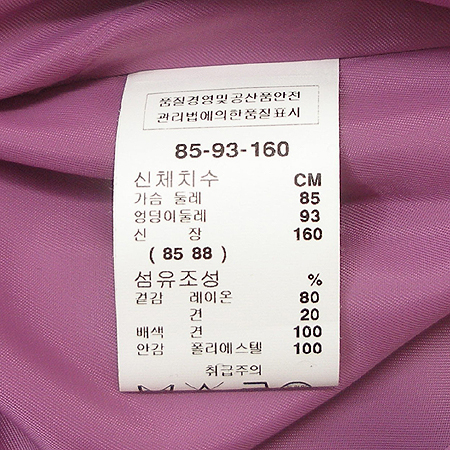 품질경영및공산품안전
관리법에의한품질표시
85-93-160
신체치수 CM
가슴 둘레 85
엉덩이둘레 93
신 장 160
( 85 88 )
섬유조성 %
겉감 레이온 80
견 20
배색 견 100
안감 폴리에스텔 100
취급주의